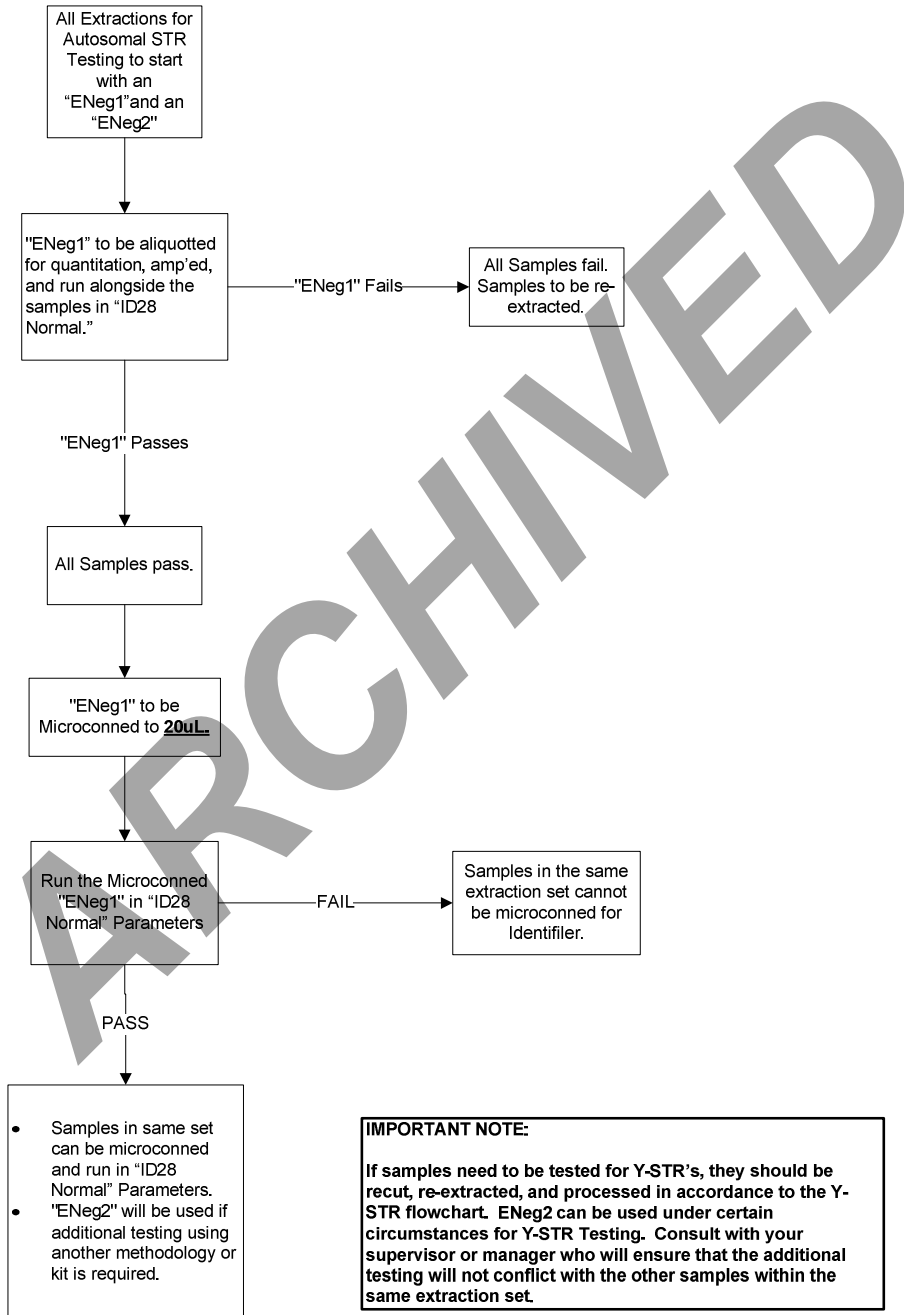 All Extractions for
Autosomal STR
Testing to start
with an
“ENeg1”and an
“ENeg2"
"ENeg1” to be aliquotted
for quantitation, amp’ed,
and run alongside the
samples in “ID28
Normal.”
"ENeg1" Fails
All Samples fail.
Samples to be re-
extracted.
"ENeg1" Passes
All Samples pass.
"ENeg1" to be
Microconned to 20uL.
Run the Microconned
"ENeg1" in “ID28
Normal” Parameters
FAIL
Samples in the same
extraction set cannot
be microconned for
Identifiler.
PASS
• Samples in same set
can be microconned
and run in “ID28
Normal” Parameters.
• "ENeg2" will be used if
additional testing using
another methodology or
kit is required.
IMPORTANT NOTE:
If samples need to be tested for Y-STR’s, they should be
recut, re-extracted, and processed in accordance to the Y-
STR flowchart. ENeg2 can be used under certain
circumstances for Y-STR Testing. Consult with your
supervisor or manager who will ensure that the additional
testing will not conflict with the other samples within the
same extraction set.
ARCHIVED